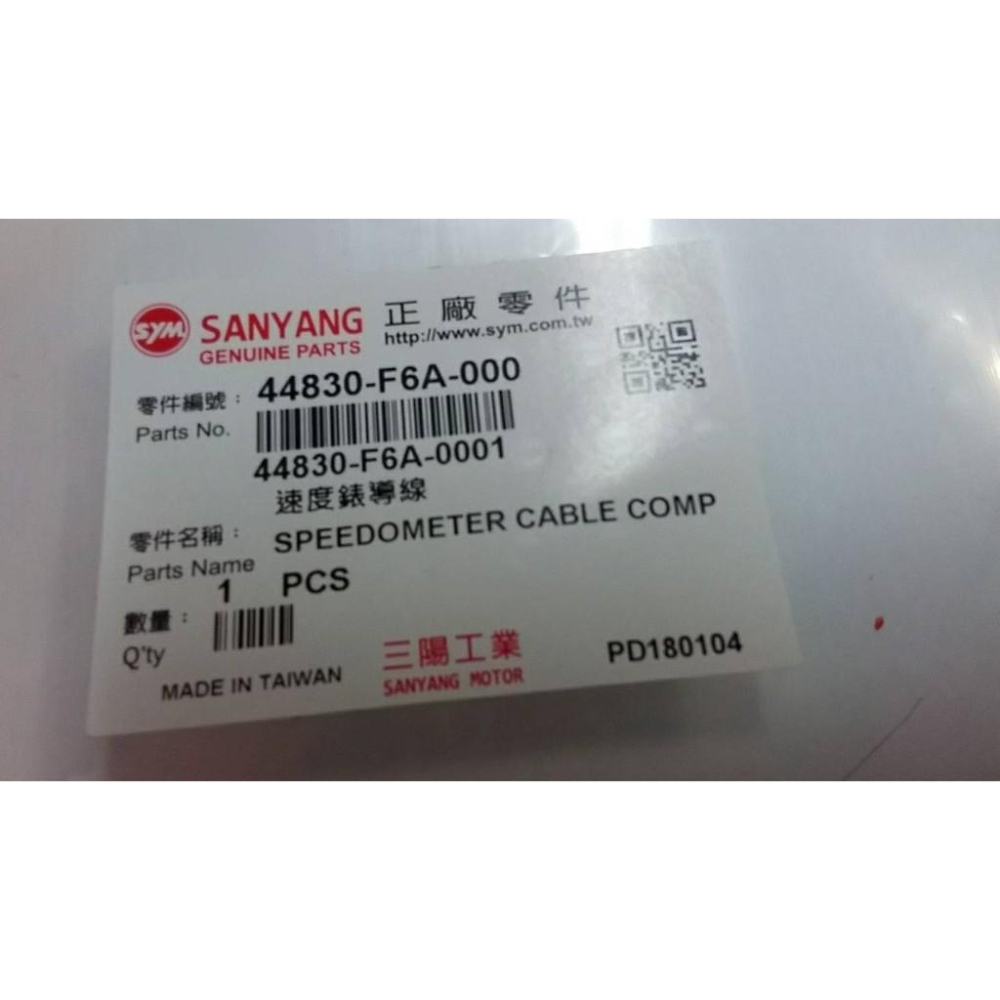 SYM SANYANG 正廠零件
GENUINE PARTS http://www.sym.com.tw
零件編號: 44830-F6A-000
Parts No.
44830-F6A-0001
速度錶導線
零件名稱: SPEEDOMETER CABLE COMP
Parts Name
數量: 1 PCS
Q'ty
MADE IN TAIWAN 三陽工業 PD180104
SANYANG MOTOR